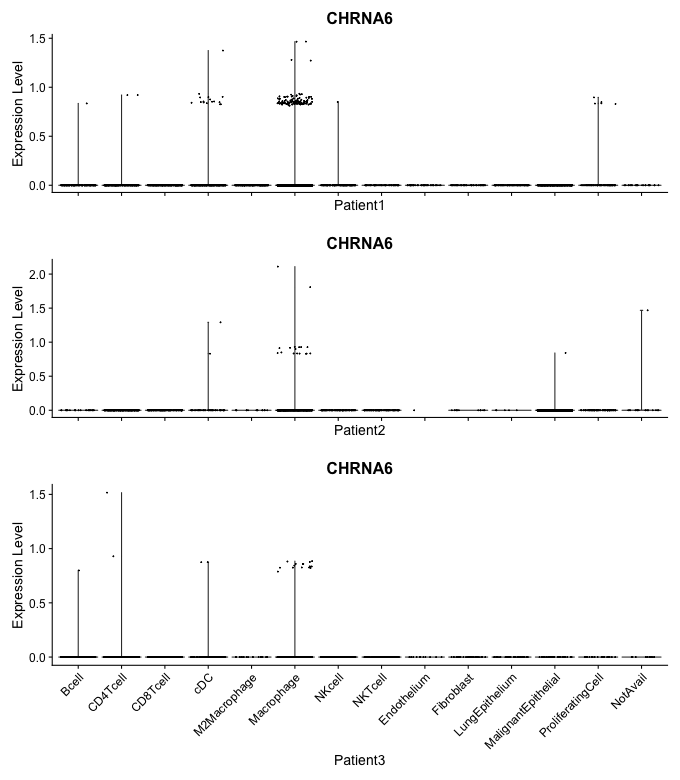 CHRNA6
Expression Level
1.5
1.0
0.5
0.0
Patient1
CHRNA6
Expression Level
2.0
1.5
1.0
0.5
0.0
Patient2
CHRNA6
Expression Level
1.5
1.0
0.5
0.0
Bcell
CD4Tcell
CD8Tcell
cDC
M2Macrophage
Macrophage
NKcell
NKTcell
Endothelium
Fibroblast
LungEpithelium
MalignantEpithelial
ProliferatingCell
NotAvail
Patient3